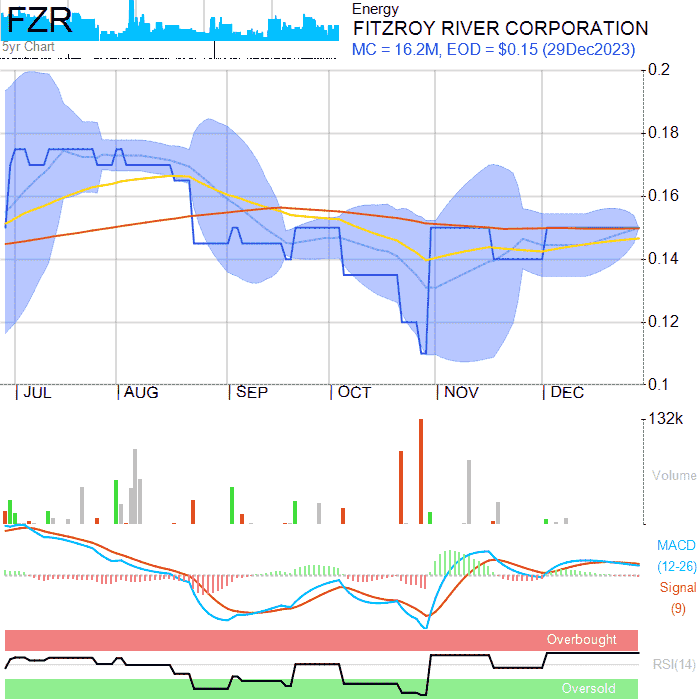 FZR
5yr Chart
Energy
FITZROY RIVER CORPORATION
MC = 16.2M, EOD = $0.15 (29Dec2023)
0.2
0.18
0.16
0.14
0.12
0.1
JUL AUG SEP OCT NOV DEC
132k
Volume
MACD
(12-26)
Signal
(9)
Overbought
RSI(14)
Oversold